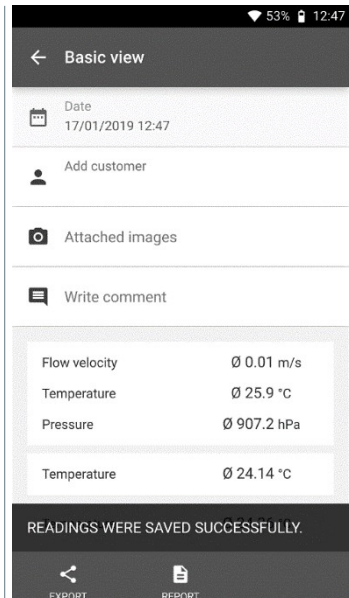 53% 12:47
Basic view
Date
17/01/2019 12:47
Add customer
Attached images
Write comment
Flow velocity Ø 0.01 m/s
Temperature Ø 25.9 °C
Pressure Ø 907.2 hPa
Temperature Ø 24.14 °C
READINGS WERE SAVED SUCCESSFULLY.
EXPORT REPORT